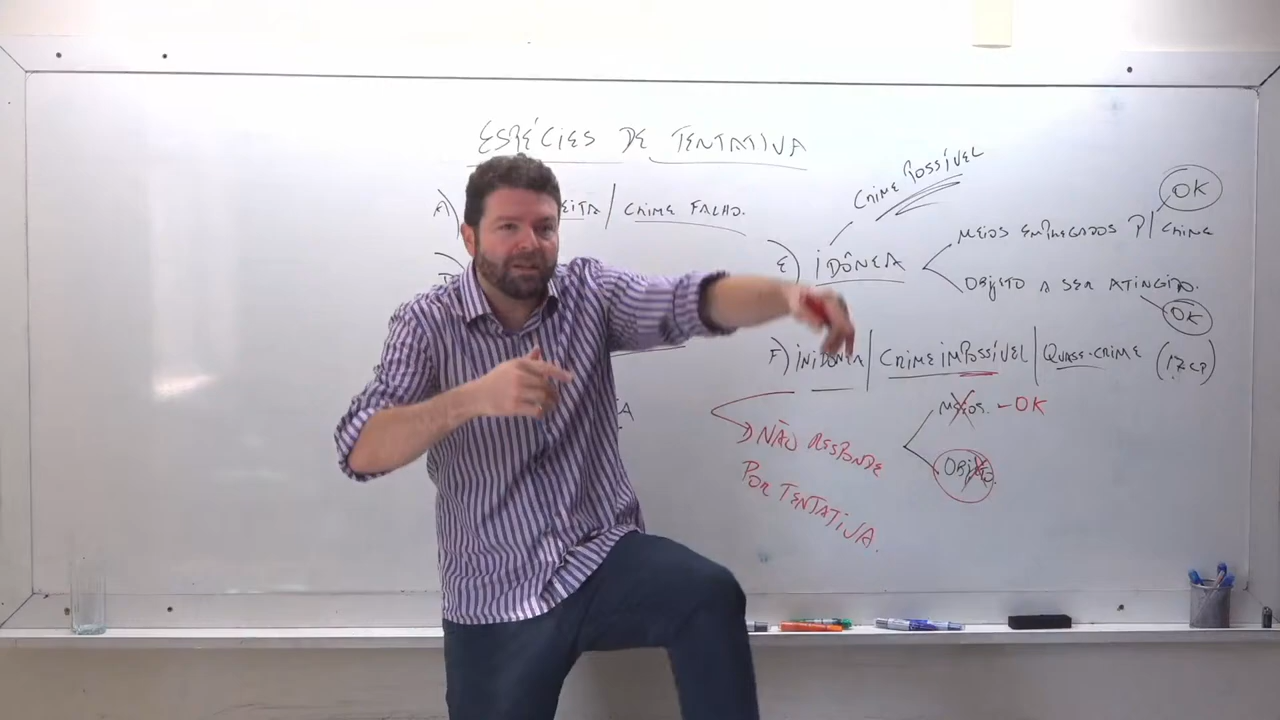 ESPÉCIES DE TENTATIVA
A) EITA / CRIME FALHO.
CRIME POSSÍVEL
E) IDÔNEA
MEIOS EMPREGADOS P/ CRIME
OK
OBJETO A SER ATINGIDO.
OK
F) INIDÔNEA / CRIME IMPOSSÍVEL / QUASE-CRIME (17 CP)
MEIOS. - OK
OBJETO.
NÃO RESPONDE
POR TENTATIVA.